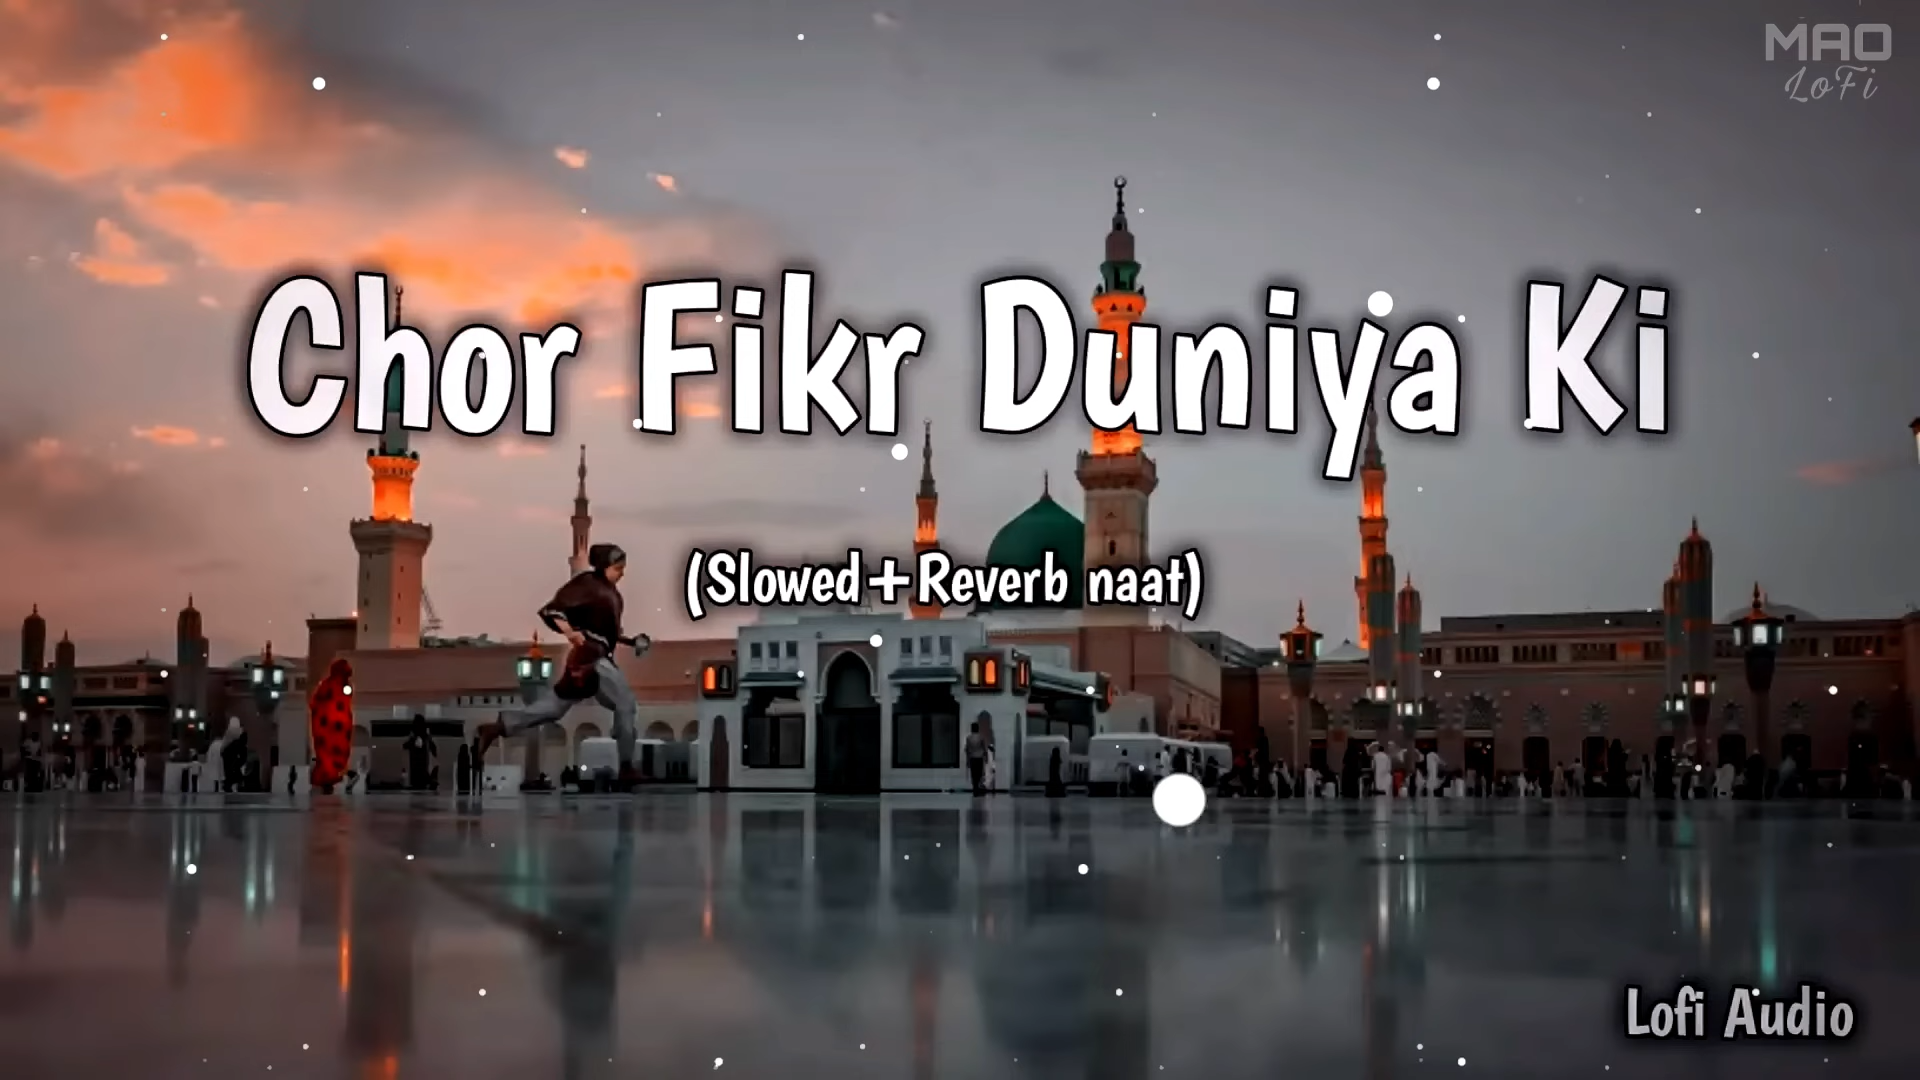 MAO
LoFi
Chor Fikr Duniya Ki
(Slowed+Reverb naat)
Lofi Audio